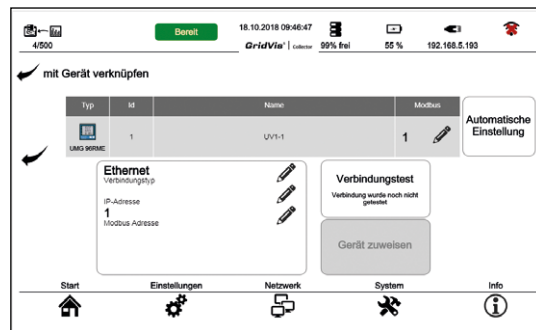 Bereit
18.10.2018 09:46:47
4/500
GridVis® | Collector
99% frei
55 %
192.168.5.193
mit Gerät verknüpfen
Typ
Id
Name
Modbus
UMG 96RME
1
UV1-1
1
Automatische
Einstellung
Ethernet
Verbindungstyp
IP-Adresse
1
Modbus Adresse
Verbindungstest
Verbindung wurde noch nicht
getestet
Gerät zuweisen
Start
Einstellungen
Netzwerk
System
Info